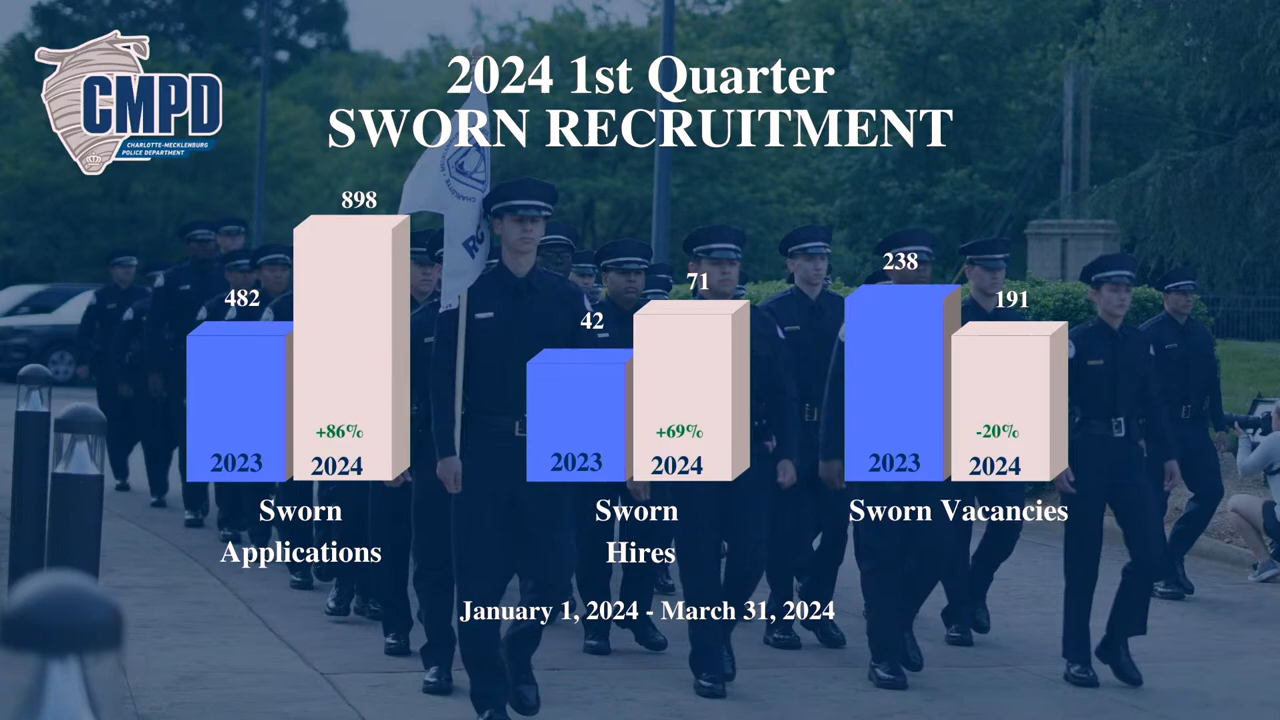 CMPD
CHARLOTTE-MECKLENBURG
POLICE DEPARTMENT
2024 1st Quarter
SWORN RECRUITMENT
482
898
42
71
238
191
+86%
+69%
-20%
2023
2024
2023
2024
2023
2024
Sworn
Applications
Sworn
Hires
Sworn Vacancies
January 1, 2024 - March 31, 2024